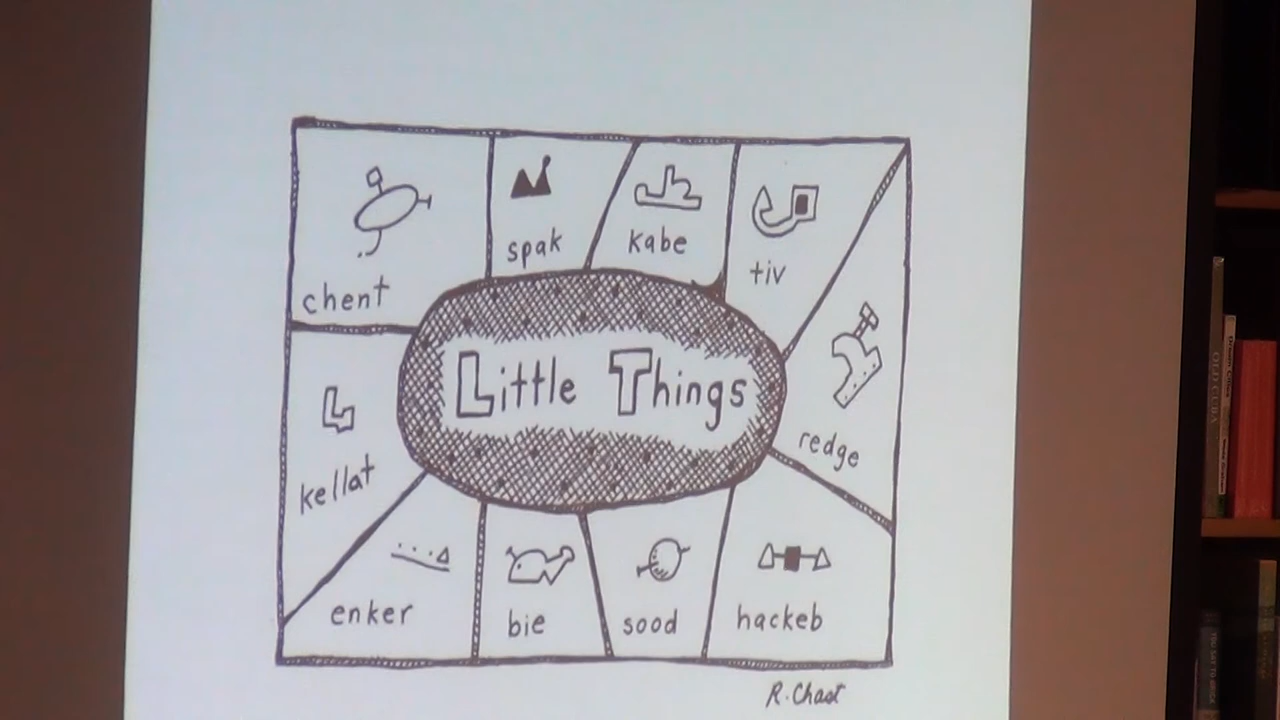 chent
spak
kabe
tiv
Little Things
redge
kellat
enker
bie
sood
hackeb
R. Chast